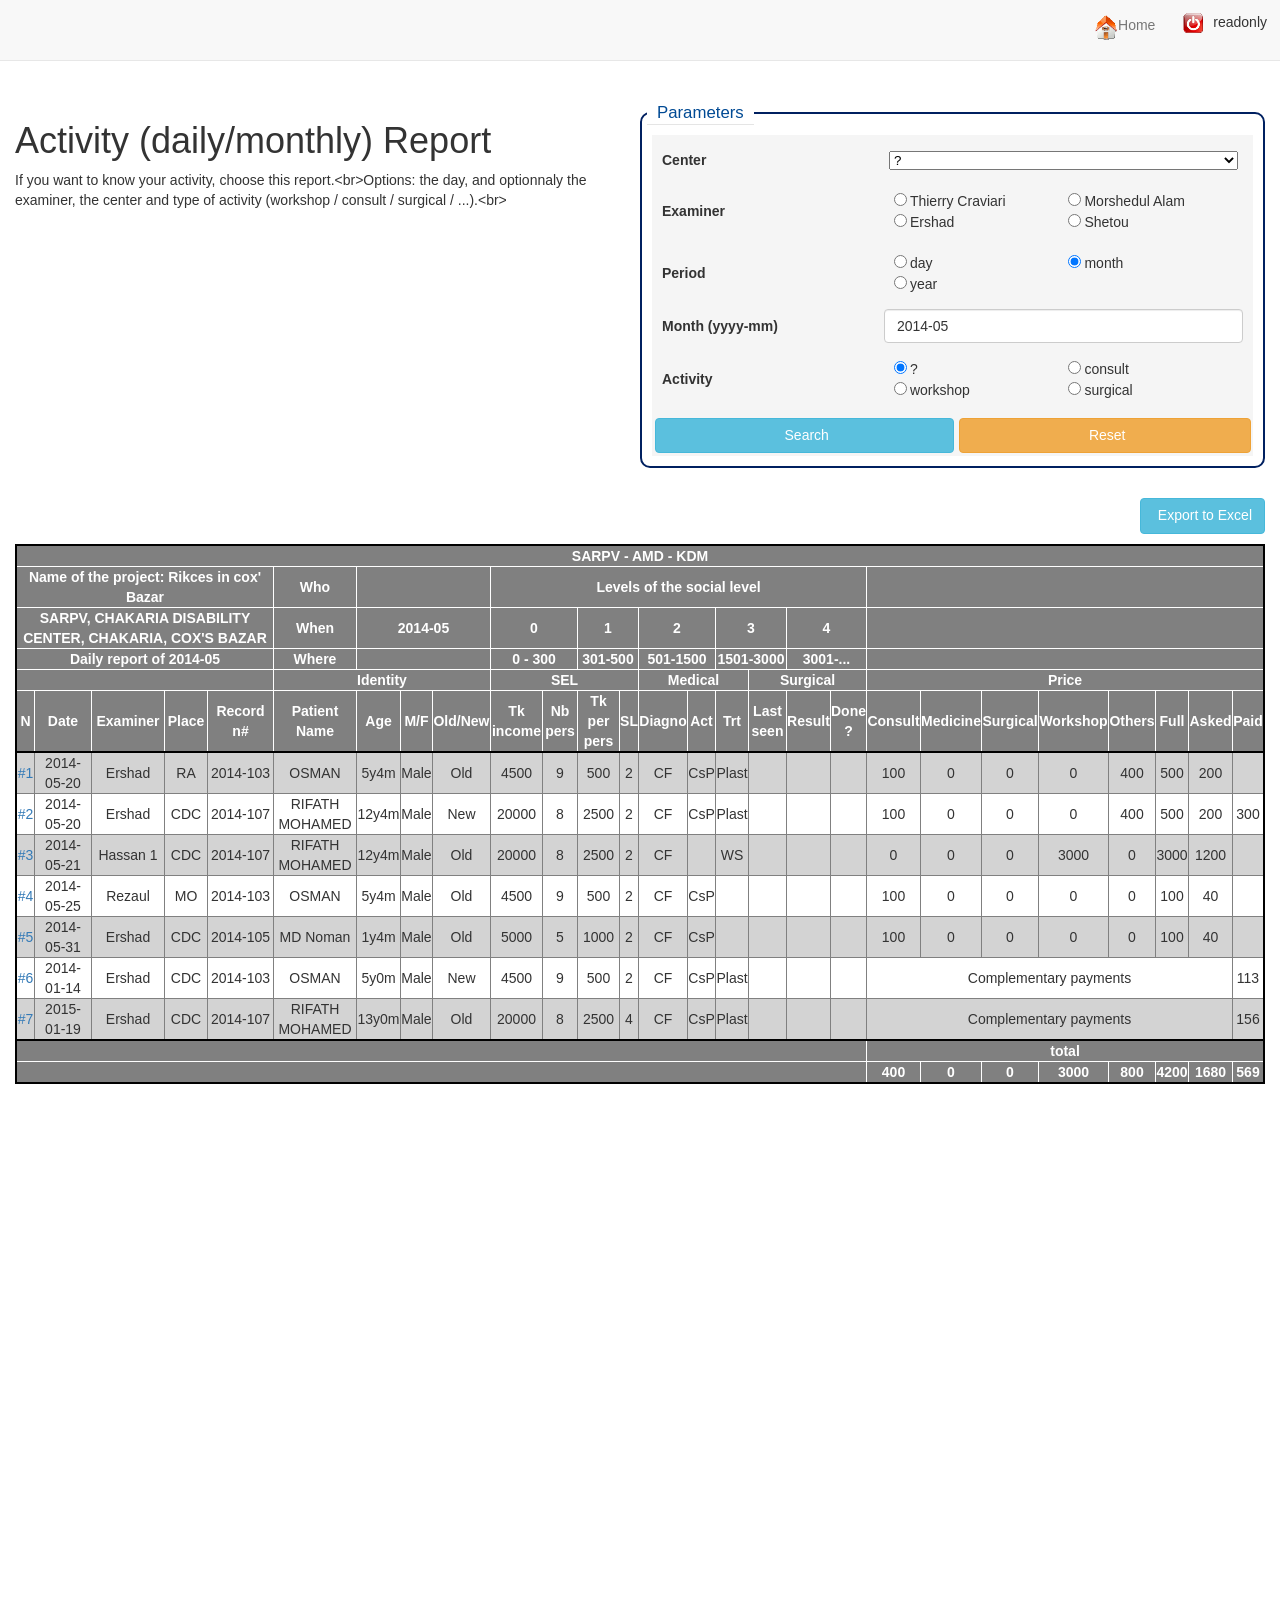 Home readonly
Activity (daily/monthly) Report
If you want to know your activity, choose this report.<br>Options: the day, and optionnaly the
examiner, the center and type of activity (workshop / consult / surgical / ...).<br>
Parameters
Center ?
Examiner
Thierry Craviari Morshedul Alam
Ershad Shetou
Period
day month
year
Month (yyyy-mm) 2014-05
Activity
? consult
workshop surgical
Search Reset
Export to Excel
SARPV - AMD - KDM
Name of the project: Rikces in cox' Bazar Who Levels of the social level
SARPV, CHAKARIA DISABILITY CENTER, CHAKARIA, COX'S BAZAR When 2014-05 0 1 2 3 4
Daily report of 2014-05 Where 0 - 300 301-500 501-1500 1501-3000 3001-...
Identity SEL Medical Surgical Price
N Date Examiner Place Record n# Patient Name Age M/F Old/New Tk income Nb pers Tk per pers SL Diagno Act Trt Last seen Result Done ? Consult Medicine Surgical Workshop Others Full Asked Paid
#1 2014-05-20 Ershad RA 2014-103 OSMAN 5y4m Male Old 4500 9 500 2 CF CsP Plast 100 0 0 0 400 500 200
#2 2014-05-20 Ershad CDC 2014-107 RIFATH MOHAMED 12y4m Male New 20000 8 2500 2 CF CsP Plast 100 0 0 0 400 500 200 300
#3 2014-05-21 Hassan 1 CDC 2014-107 RIFATH MOHAMED 12y4m Male Old 20000 8 2500 2 CF WS 0 0 0 3000 0 3000 1200
#4 2014-05-25 Rezaul MO 2014-103 OSMAN 5y4m Male Old 4500 9 500 2 CF CsP 100 0 0 0 0 100 40
#5 2014-05-31 Ershad CDC 2014-105 MD Noman 1y4m Male Old 5000 5 1000 2 CF CsP 100 0 0 0 0 100 40
#6 2014-01-14 Ershad CDC 2014-103 OSMAN 5y0m Male New 4500 9 500 2 CF CsP Plast Complementary payments 113
#7 2015-01-19 Ershad CDC 2014-107 RIFATH MOHAMED 13y0m Male Old 20000 8 2500 4 CF CsP Plast Complementary payments 156
total
400 0 0 3000 800 4200 1680 569